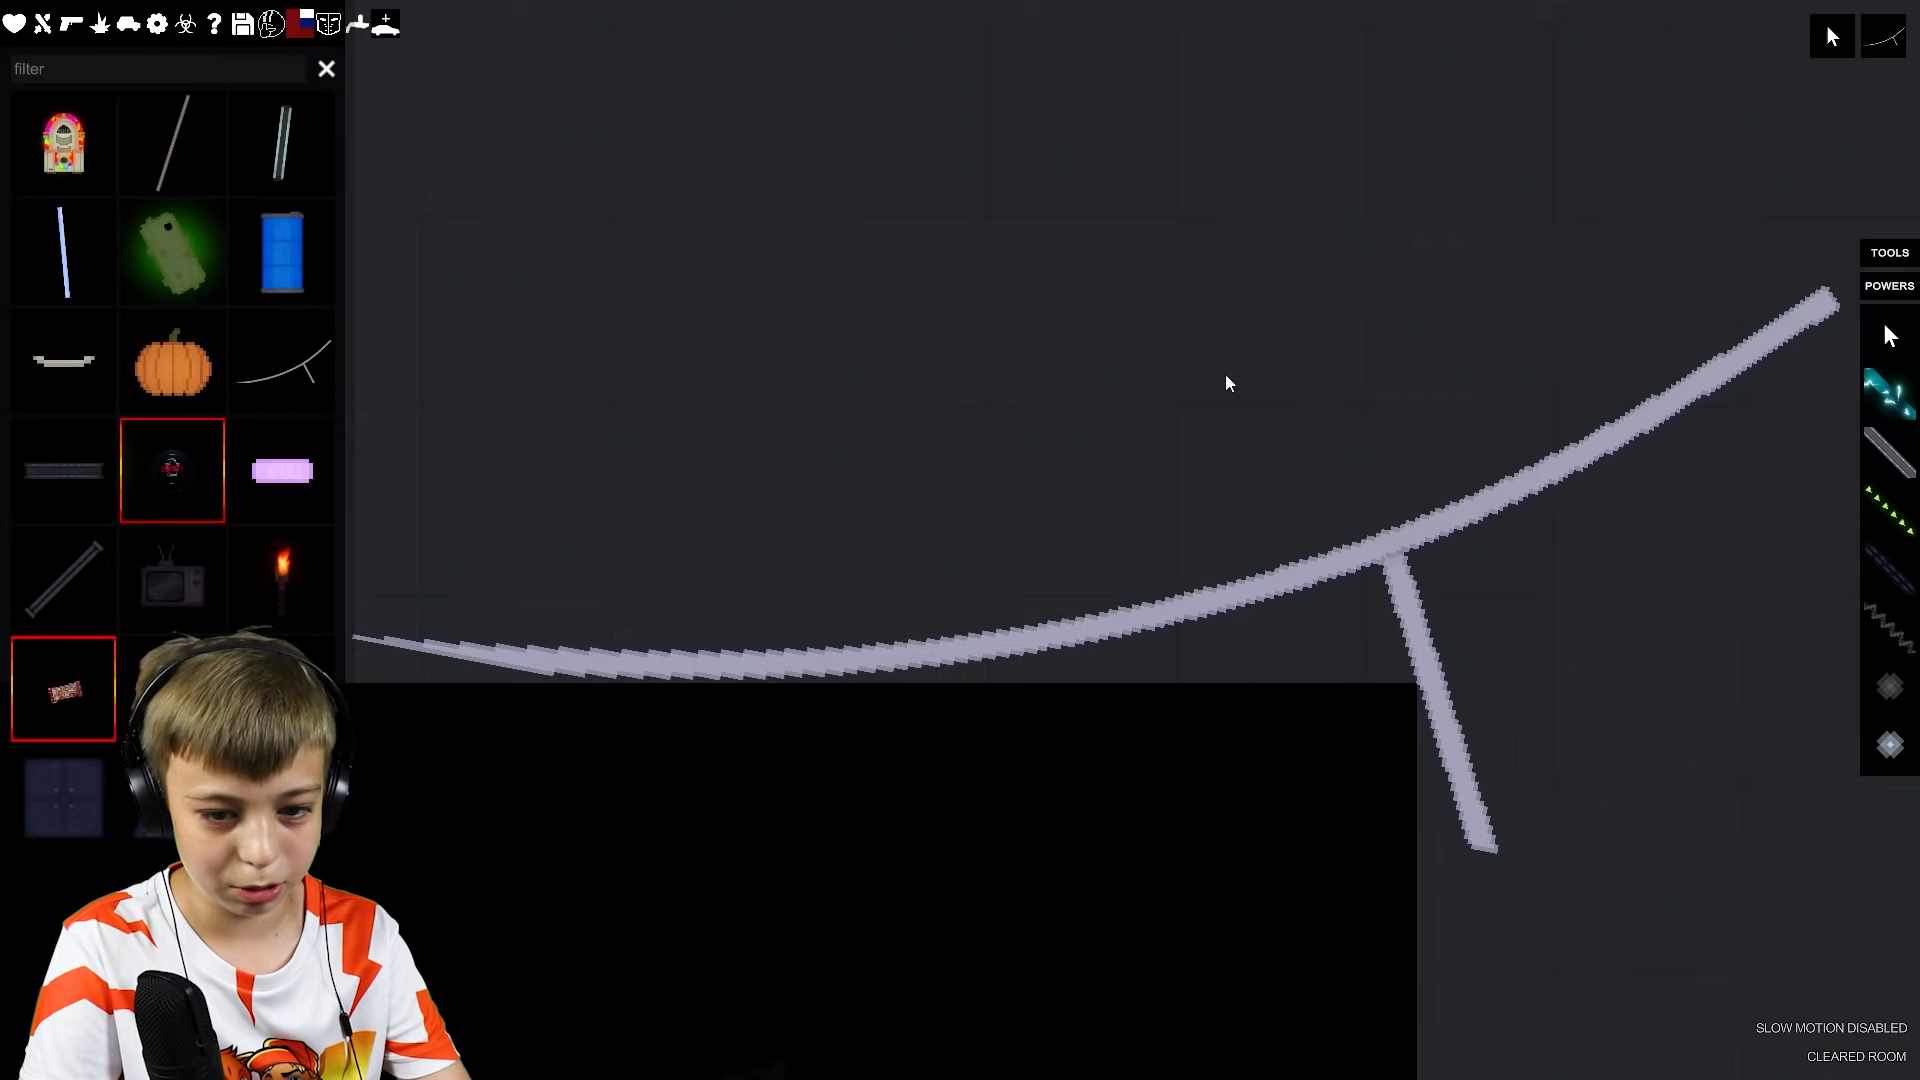 filter
TOOLS
POWERS
SLOW MOTION DISABLED
CLEARED ROOM